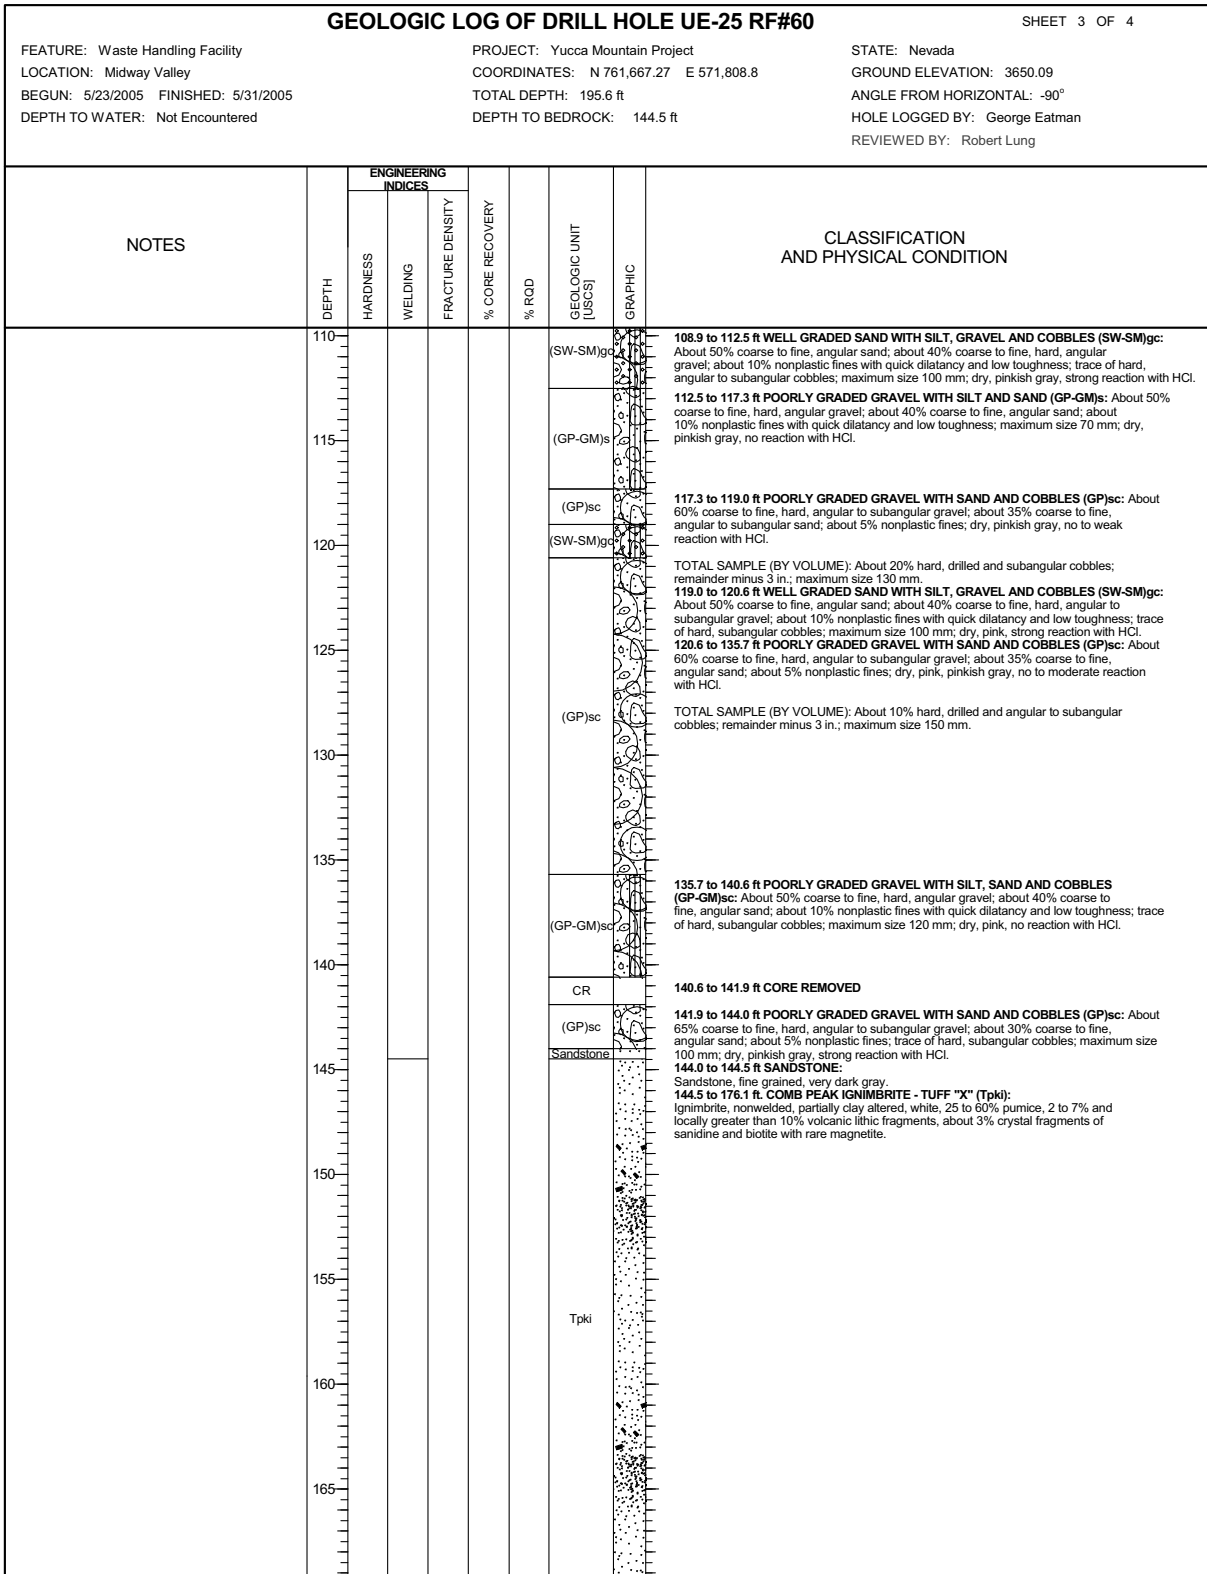 GEOLOGIC LOG OF DRILL HOLE UE-25 RF#60
SHEET 3 OF 4
FEATURE: Waste Handling Facility
PROJECT: Yucca Mountain Project
STATE: Nevada
LOCATION: Midway Valley
COORDINATES: N 761,667.27 E 571,808.8
GROUND ELEVATION: 3650.09
BEGUN: 5/23/2005 FINISHED: 5/31/2005
TOTAL DEPTH: 195.6 ft
ANGLE FROM HORIZONTAL: -90°
DEPTH TO WATER: Not Encountered
DEPTH TO BEDROCK: 144.5 ft
HOLE LOGGED BY: George Eatman
REVIEWED BY: Robert Lung
NOTES
DEPTH
ENGINEERING
INDICES
HARDNESS
WELDING
FRACTURE DENSITY
% CORE RECOVERY
% RQD
GEOLOGIC UNIT
[USCS]
GRAPHIC
CLASSIFICATION
AND PHYSICAL CONDITION
110
115
120
125
130
135
140
145
150
155
160
165
(SW-SM)gc
(GP-GM)s
(GP)sc
(SW-SM)gc
(GP)sc
(GP-GM)sc
CR
(GP)sc
Sandstone
Tpki
108.9 to 112.5 ft WELL GRADED SAND WITH SILT, GRAVEL AND COBBLES (SW-SM)gc:
About 50% coarse to fine, angular sand; about 40% coarse to fine, hard, angular
gravel; about 10% nonplastic fines with quick dilatancy and low toughness; trace of hard,
angular to subangular cobbles; maximum size 100 mm; dry, pinkish gray, strong reaction with HCl.
112.5 to 117.3 ft POORLY GRADED GRAVEL WITH SILT AND SAND (GP-GM)s: About 50%
coarse to fine, hard, angular gravel; about 40% coarse to fine, angular sand; about
10% nonplastic fines with quick dilatancy and low toughness; maximum size 70 mm; dry,
pinkish gray, no reaction with HCl.
117.3 to 119.0 ft POORLY GRADED GRAVEL WITH SAND AND COBBLES (GP)sc: About
60% coarse to fine, hard, angular to subangular gravel; about 35% coarse to fine,
angular to subangular sand; about 5% nonplastic fines; dry, pinkish gray, no to weak
reaction with HCl.
TOTAL SAMPLE (BY VOLUME): About 20% hard, drilled and subangular cobbles;
remainder minus 3 in.; maximum size 130 mm.
119.0 to 120.6 ft WELL GRADED SAND WITH SILT, GRAVEL AND COBBLES (SW-SM)gc:
About 50% coarse to fine, angular sand; about 40% coarse to fine, hard, angular to
subangular gravel; about 10% nonplastic fines with quick dilatancy and low toughness; trace
of hard, subangular cobbles; maximum size 100 mm; dry, pink, strong reaction with HCl.
120.6 to 135.7 ft POORLY GRADED GRAVEL WITH SAND AND COBBLES (GP)sc: About
60% coarse to fine, hard, angular to subangular gravel; about 35% coarse to fine,
angular sand; about 5% nonplastic fines; dry, pink, pinkish gray, no to moderate reaction
with HCl.
TOTAL SAMPLE (BY VOLUME): About 10% hard, drilled and angular to subangular
cobbles; remainder minus 3 in.; maximum size 150 mm.
135.7 to 140.6 ft POORLY GRADED GRAVEL WITH SILT, SAND AND COBBLES
(GP-GM)sc: About 50% coarse to fine, hard, angular gravel; about 40% coarse to
fine, angular sand; about 10% nonplastic fines with quick dilatancy and low toughness; trace
of hard, subangular cobbles; maximum size 120 mm; dry, pink, no reaction with HCl.
140.6 to 141.9 ft CORE REMOVED
141.9 to 144.0 ft POORLY GRADED GRAVEL WITH SAND AND COBBLES (GP)sc: About
65% coarse to fine, hard, angular to subangular gravel; about 30% coarse to fine,
angular sand; about 5% nonplastic fines; trace of hard, subangular cobbles; maximum size
100 mm; dry, pinkish gray, strong reaction with HCl.
144.0 to 144.5 ft SANDSTONE:
Sandstone, fine grained, very dark gray.
144.5 to 176.1 ft. COMB PEAK IGNIMBRITE - TUFF "X" (Tpki):
Ignimbrite, nonwelded, partially clay altered, white, 25 to 60% pumice, 2 to 7% and
locally greater than 10% volcanic lithic fragments, about 3% crystal fragments of
sanidine and biotite with rare magnetite.